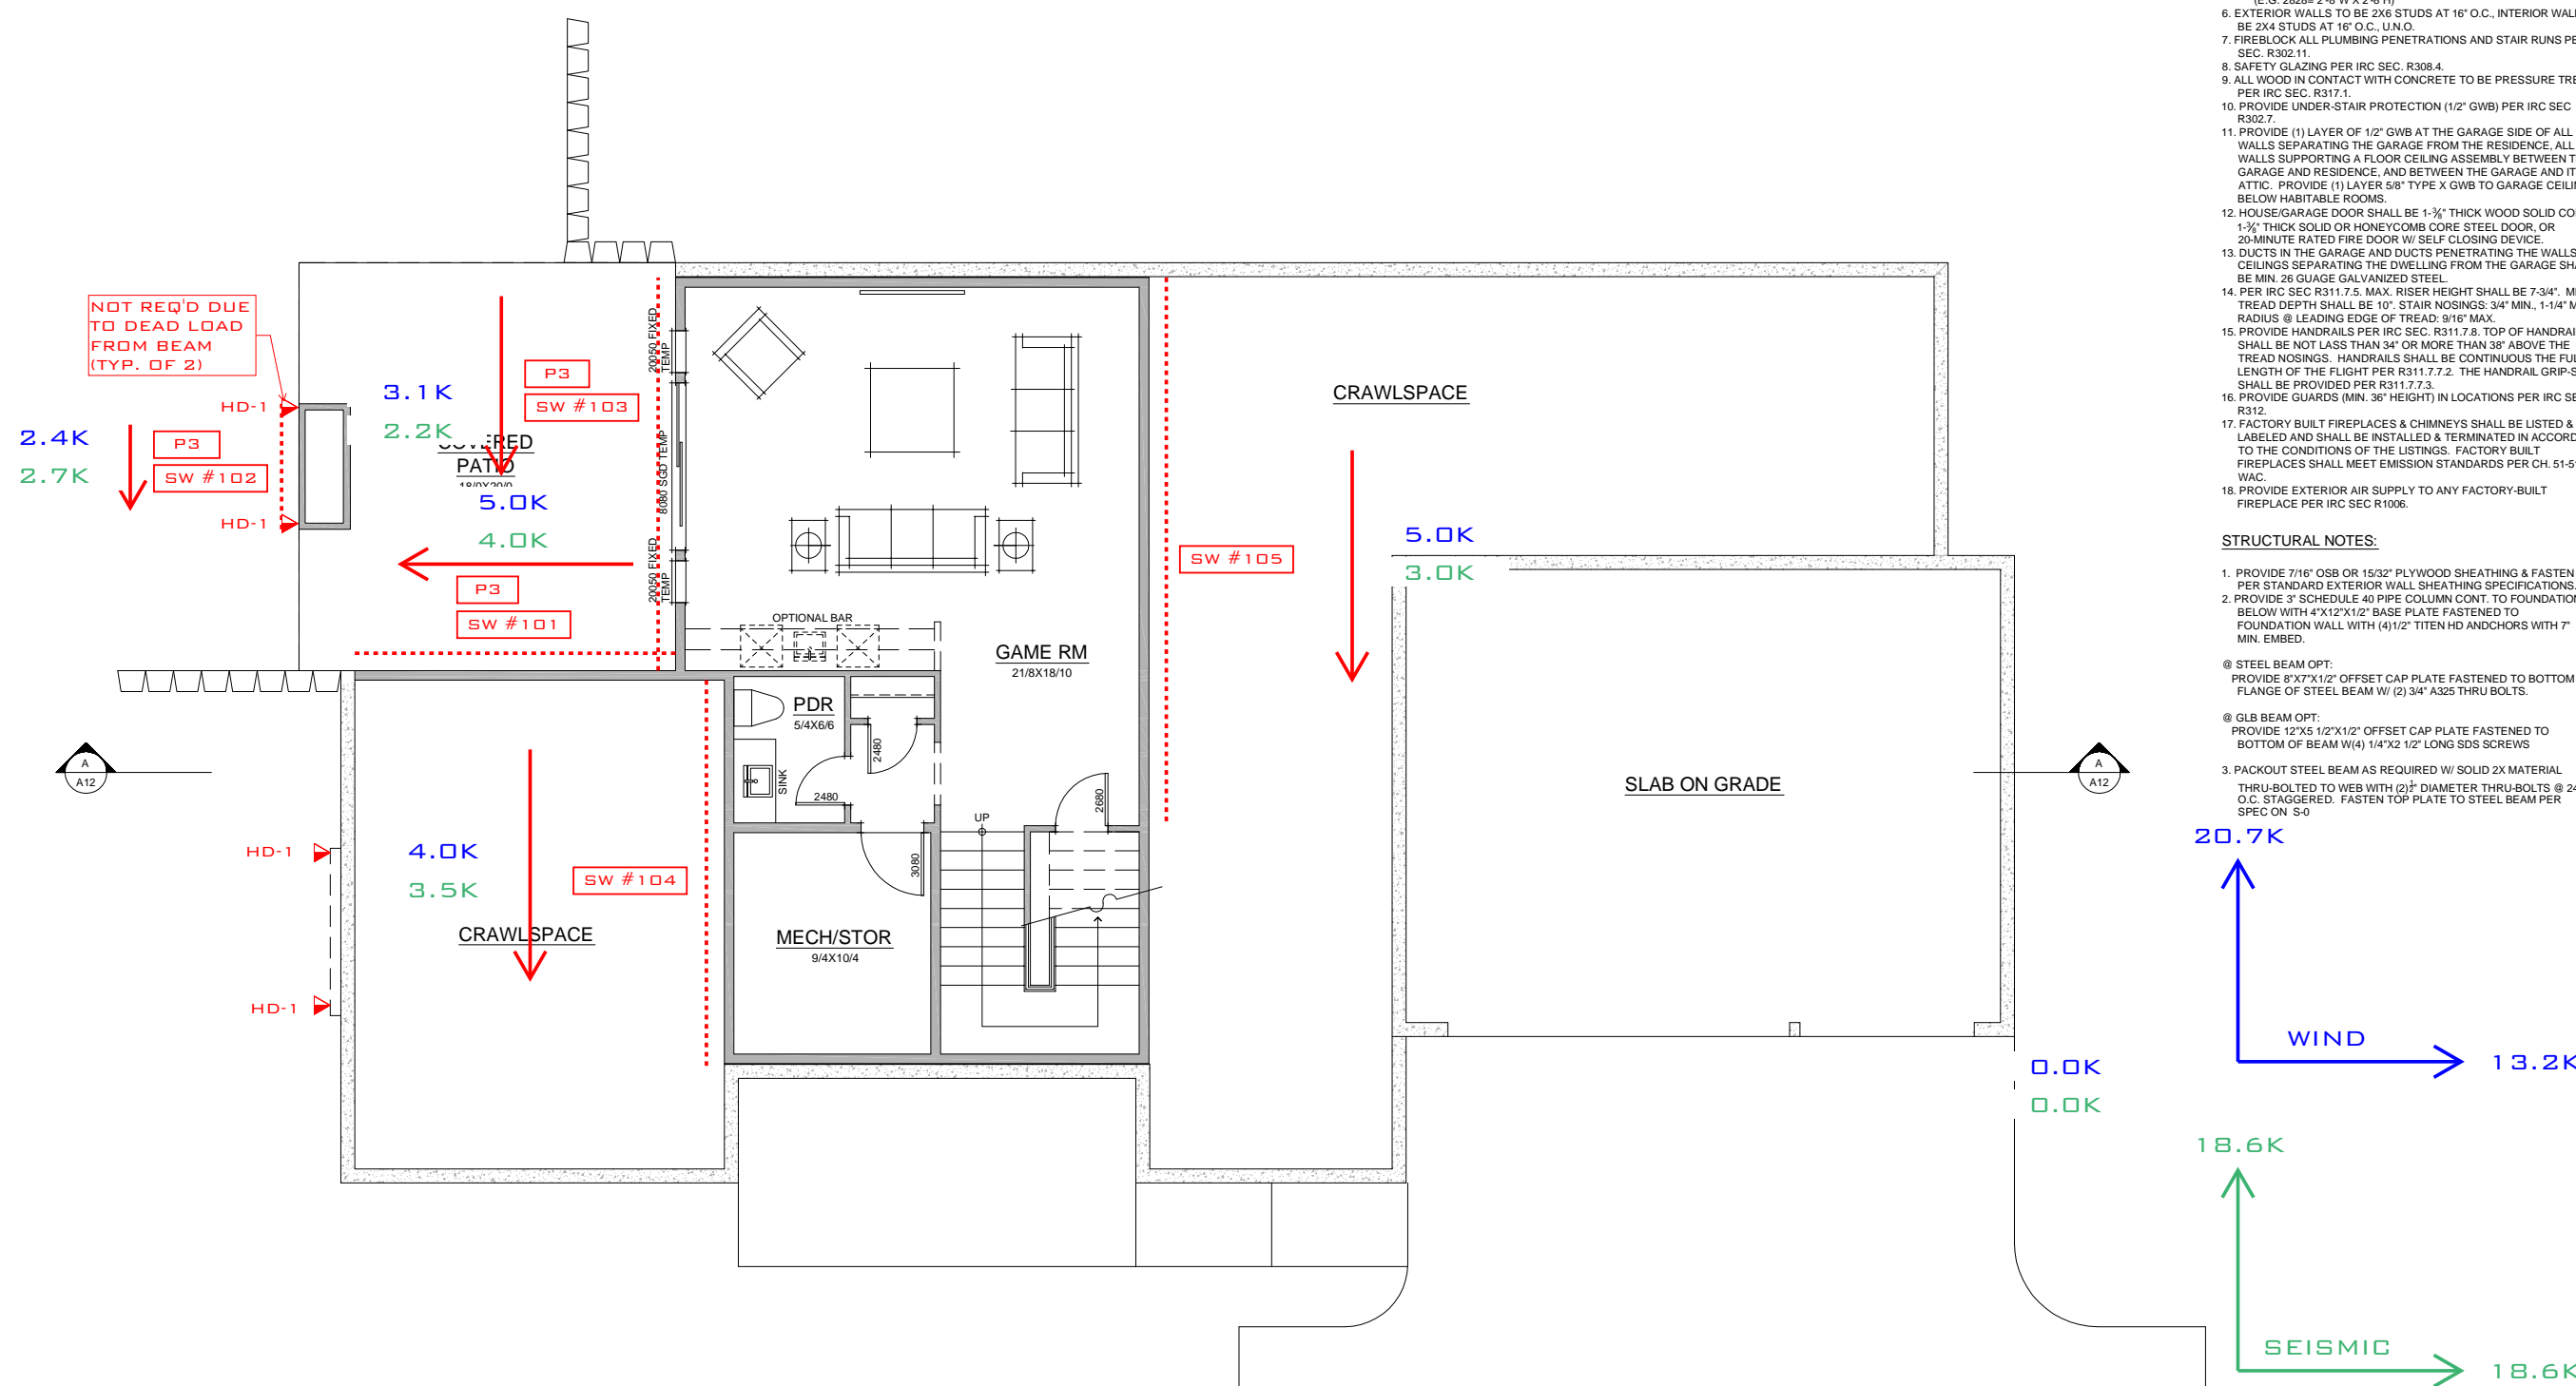 NOT REQ'D DUE
TO DEAD LOAD
FROM BEAM
(TYP. OF 2)
HD-1
2.4K
2.7K
P3
SW #102
HD-1
3.1K
2.2K
P3
SW #103
COVERED
PATIO
18/0X20/0
5.0K
4.0K
P3
SW #101
20050 FIXED
TEMP
8080 SGD TEMP
20050 FIXED
TEMP
OPTIONAL BAR
GAME RM
21/8X18/10
PDR
5/4X6/6
SINK
2480
2480
3080
2680
UP
MECH/STOR
9/4X10/4
CRAWLSPACE
SW #105
5.0K
3.0K
SLAB ON GRADE
A
A12
A
A12
HD-1
HD-1
4.0K
3.5K
SW #104
CRAWLSPACE
0.0K
0.0K
(E.G. 2828= 2'-8"W X 2'-8"H)
6. EXTERIOR WALLS TO BE 2X6 STUDS AT 16" O.C., INTERIOR WALL
BE 2X4 STUDS AT 16" O.C., U.N.O.
7. FIREBLOCK ALL PLUMBING PENETRATIONS AND STAIR RUNS PE
SEC. R302.11.
8. SAFETY GLAZING PER IRC SEC. R308.4.
9. ALL WOOD IN CONTACT WITH CONCRETE TO BE PRESSURE TRE
PER IRC SEC. R317.1.
10. PROVIDE UNDER-STAIR PROTECTION (1/2" GWB) PER IRC SEC
R302.7.
11. PROVIDE (1) LAYER OF 1/2" GWB AT THE GARAGE SIDE OF ALL
WALLS SEPARATING THE GARAGE FROM THE RESIDENCE, ALL
WALLS SUPPORTING A FLOOR CEILING ASSEMBLY BETWEEN T
GARAGE AND RESIDENCE, AND BETWEEN THE GARAGE AND IT
ATTIC. PROVIDE (1) LAYER 5/8" TYPE X GWB TO GARAGE CEILI
BELOW HABITABLE ROOMS.
12. HOUSE/GARAGE DOOR SHALL BE 1-3/8" THICK WOOD SOLID CO
1-3/8" THICK SOLID OR HONEYCOMB CORE STEEL DOOR, OR
20-MINUTE RATED FIRE DOOR W/ SELF CLOSING DEVICE.
13. DUCTS IN THE GARAGE AND DUCTS PENETRATING THE WALLS
CEILINGS SEPARATING THE DWELLING FROM THE GARAGE SHA
BE MIN. 26 GUAGE GALVANIZED STEEL.
14. PER IRC SEC R311.7.5. MAX. RISER HEIGHT SHALL BE 7-3/4". MI
TREAD DEPTH SHALL BE 10". STAIR NOSINGS: 3/4" MIN., 1-1/4" M
RADIUS @ LEADING EDGE OF TREAD: 9/16" MAX.
15. PROVIDE HANDRAILS PER IRC SEC. R311.7.8. TOP OF HANDRAI
SHALL BE NOT LASS THAN 34" OR MORE THAN 38" ABOVE THE
TREAD NOSINGS. HANDRAILS SHALL BE CONTINUOUS THE FUL
LENGTH OF THE FLIGHT PER R311.7.7.2. THE HANDRAIL GRIP-S
SHALL BE PROVIDED PER R311.7.7.3.
16. PROVIDE GUARDS (MIN. 36" HEIGHT) IN LOCATIONS PER IRC SE
R312.
17. FACTORY BUILT FIREPLACES & CHIMNEYS SHALL BE LISTED &
LABELED AND SHALL BE INSTALLED & TERMINATED IN ACCORD
TO THE CONDITIONS OF THE LISTINGS. FACTORY BUILT
FIREPLACES SHALL MEET EMISSION STANDARDS PER CH. 51-5
WAC.
18. PROVIDE EXTERIOR AIR SUPPLY TO ANY FACTORY-BUILT
FIREPLACE PER IRC SEC R1006.
STRUCTURAL NOTES:
1. PROVIDE 7/16" OSB OR 15/32" PLYWOOD SHEATHING & FASTEN
PER STANDARD EXTERIOR WALL SHEATHING SPECIFICATIONS.
2. PROVIDE 3" SCHEDULE 40 PIPE COLUMN CONT. TO FOUNDATION
BELOW WITH 4"X12"X1/2" BASE PLATE FASTENED TO
FOUNDATION WALL WITH (4)1/2" TITEN HD ANDCHORS WITH 7"
MIN. EMBED.
@ STEEL BEAM OPT:
PROVIDE 8"X7"X1/2" OFFSET CAP PLATE FASTENED TO BOTTOM
FLANGE OF STEEL BEAM W/ (2) 3/4" A325 THRU BOLTS.
@ GLB BEAM OPT:
PROVIDE 12"X5 1/2"X1/2" OFFSET CAP PLATE FASTENED TO
BOTTOM OF BEAM W(4) 1/4"X2 1/2" LONG SDS SCREWS
3. PACKOUT STEEL BEAM AS REQUIRED W/ SOLID 2X MATERIAL
THRU-BOLTED TO WEB WITH (2) DIAMETER THRU-BOLTS @ 24
O.C. STAGGERED. FASTEN TOP PLATE TO STEEL BEAM PER
SPEC ON S-0
20.7K
WIND
13.2K
18.6K
SEISMIC
18.6K